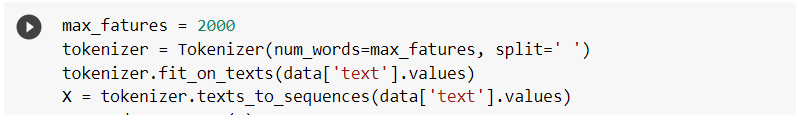 max_fatures = 2000
tokenizer = Tokenizer(num_words=max_fatures, split=' ')
tokenizer.fit_on_texts(data['text'].values)
X = tokenizer.texts_to_sequences(data['text'].values)